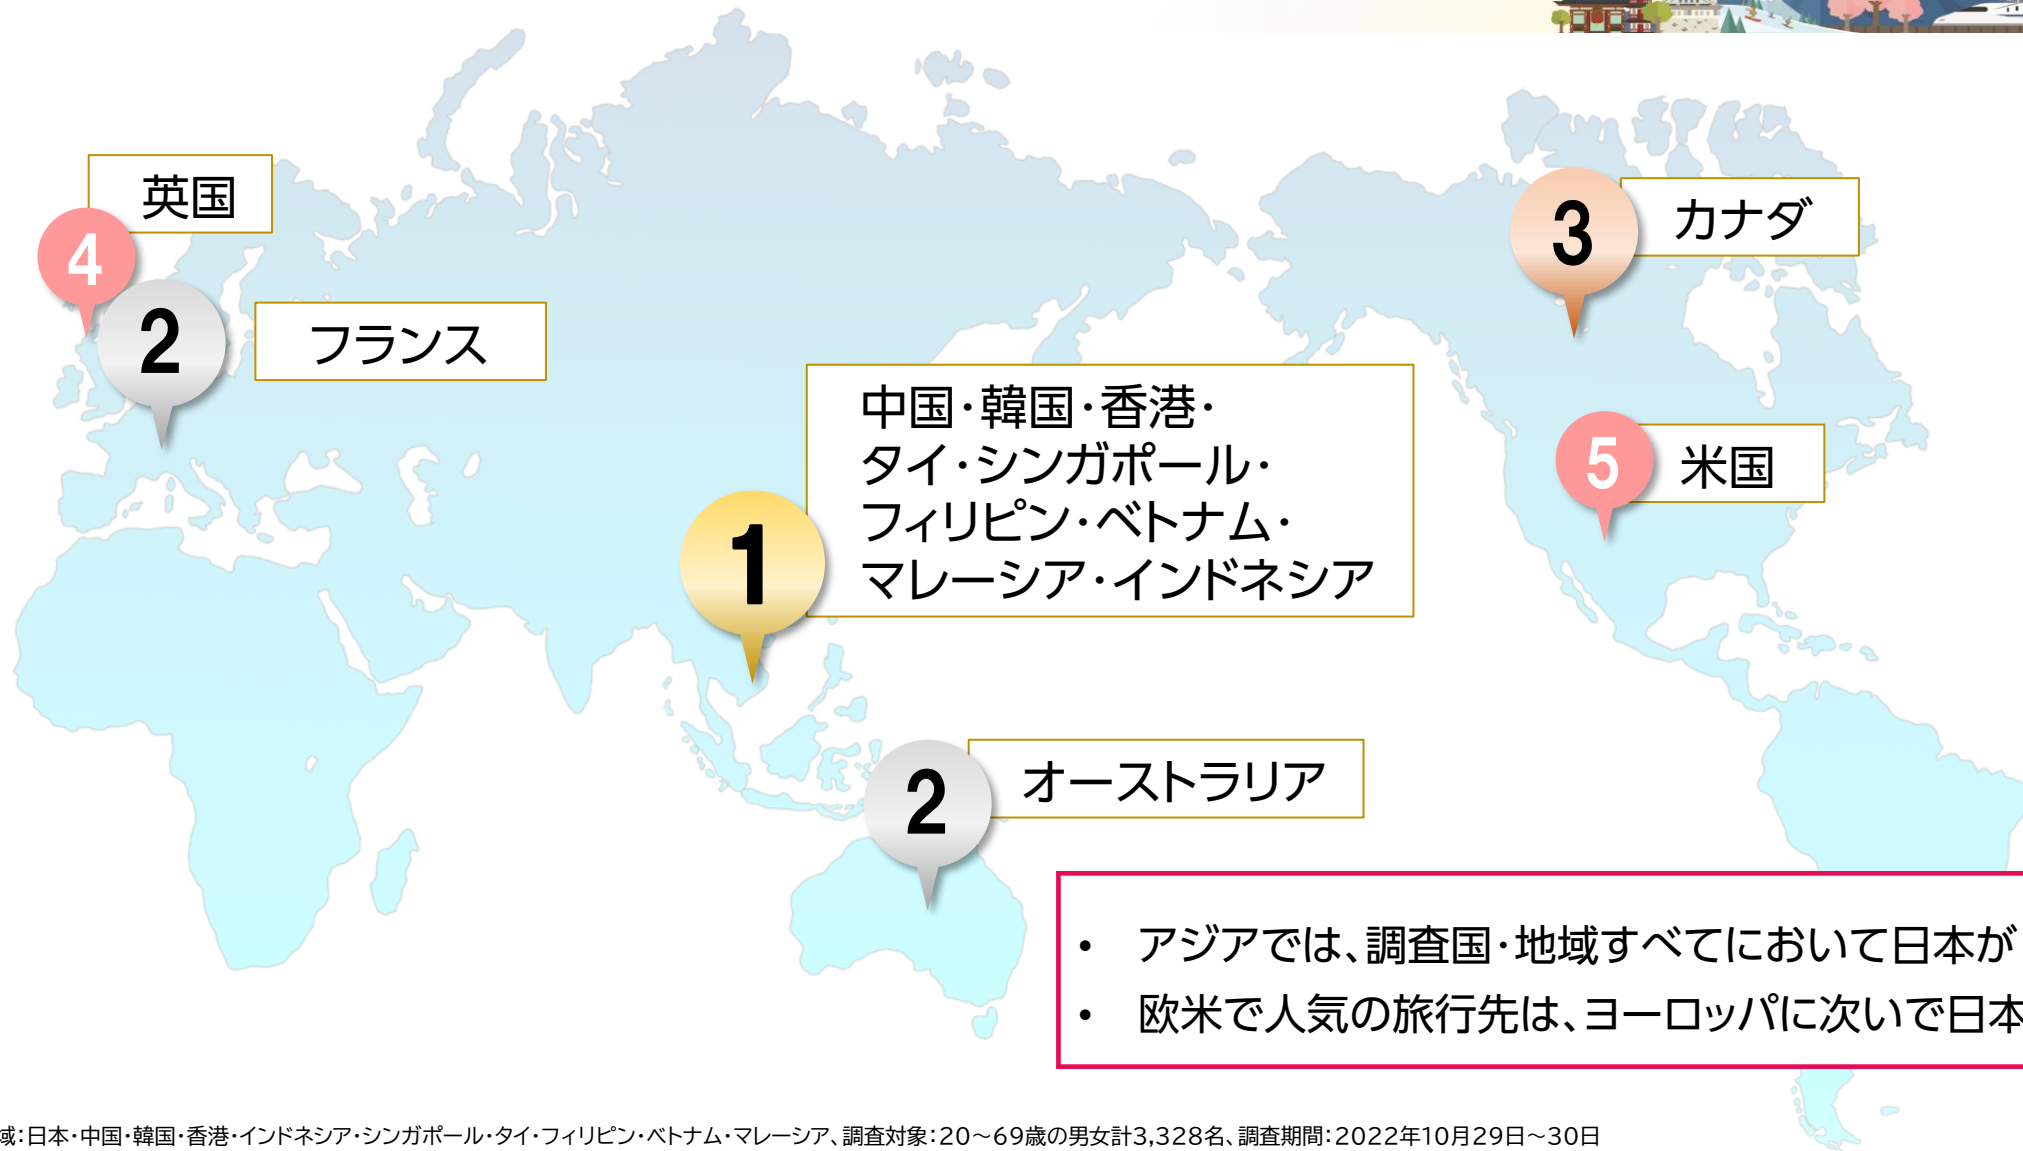 英国
4
2
フランス
3
カナダ
5
米国
1
中国・韓国・香港・
タイ・シンガポール・
フィリピン・ベトナム・
マレーシア・インドネシア
2
オーストラリア
• アジアでは、調査国・地域すべてにおいて日本が
• 欧米で人気の旅行先は、ヨーロッパに次いで日本
域：日本・中国・韓国・香港・インドネシア・シンガポール・タイ・フィリピン・ベトナム・マレーシア、調査対象：20～69歳の男女計3,328名、調査期間：2022年10月29日～30日